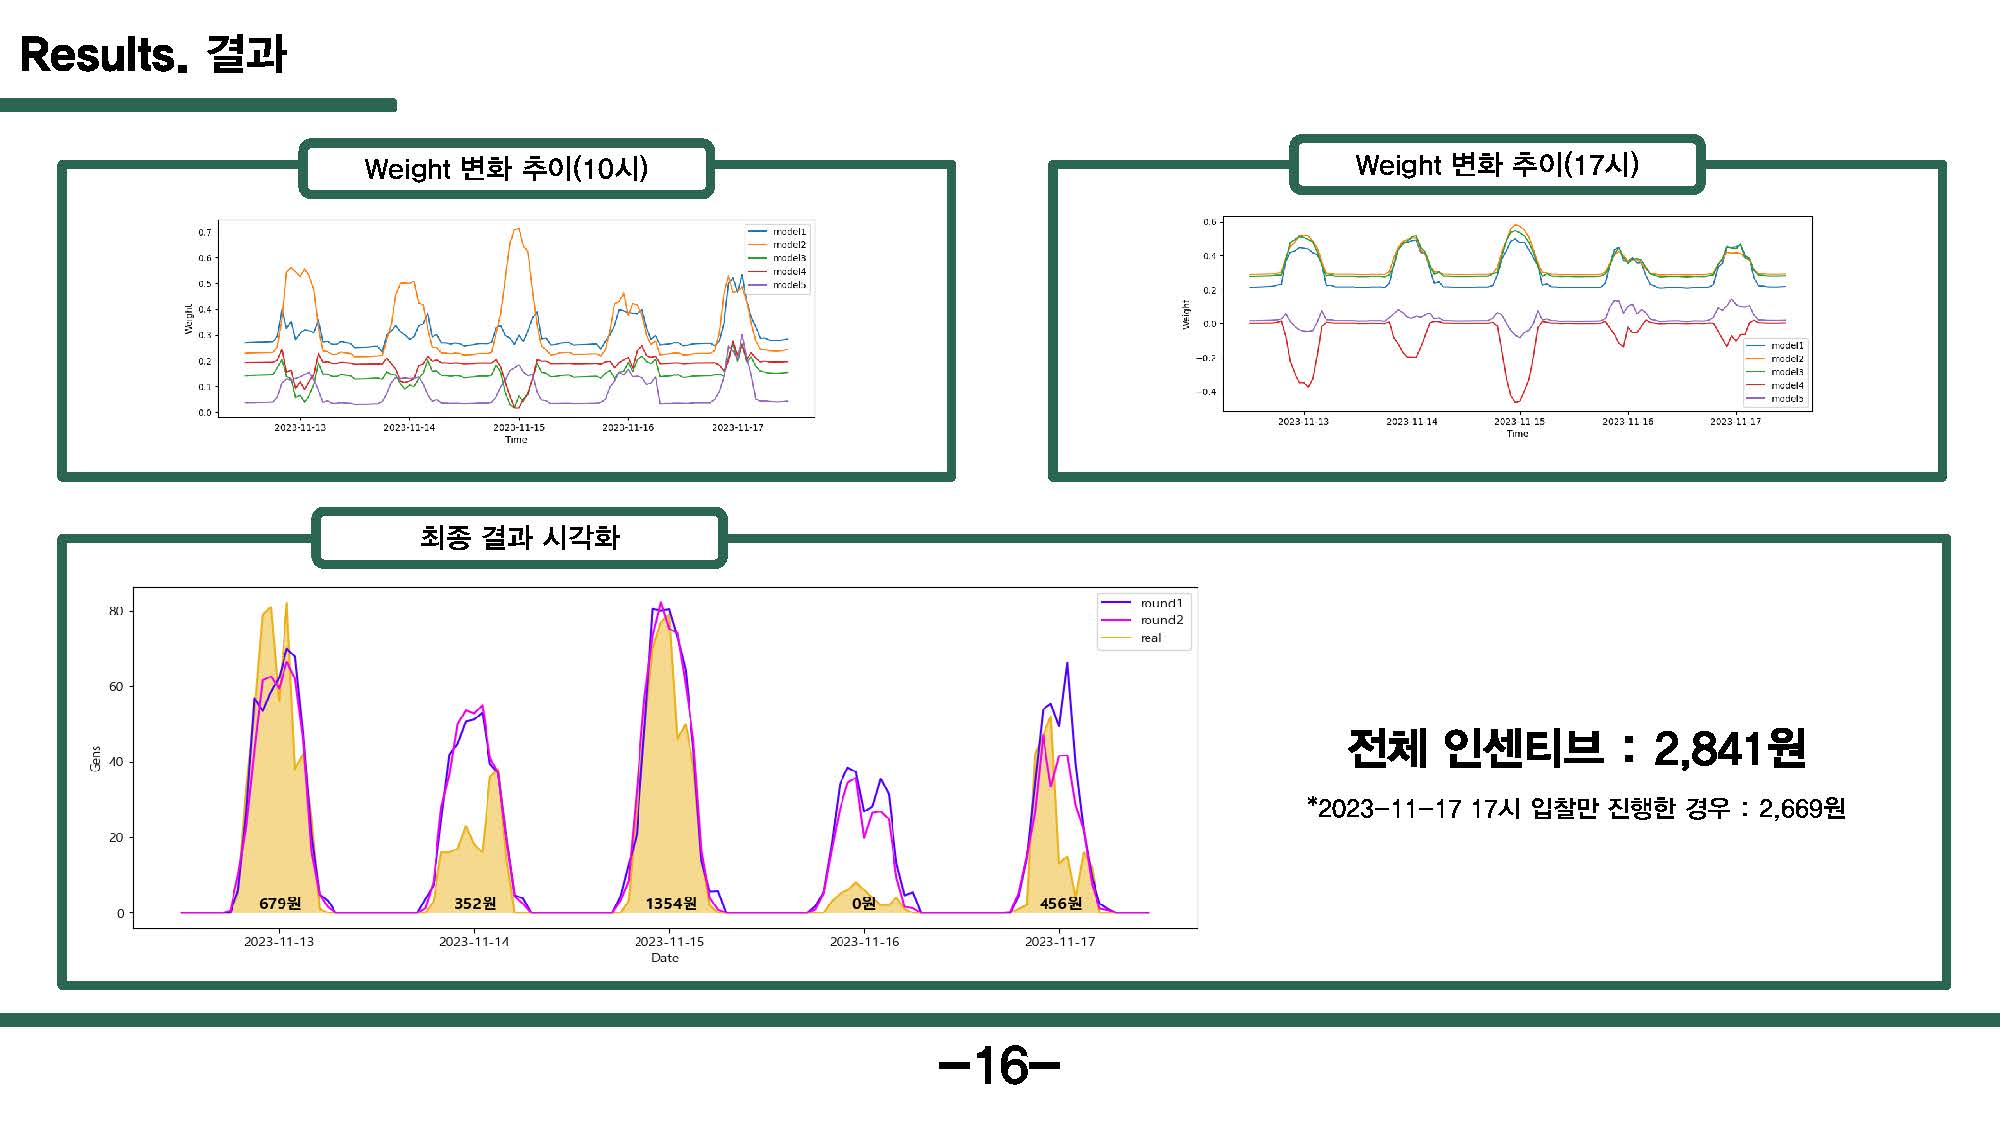 Results. 결과
Weight 변화 추이(10시)
0.7
0.6
0.5
0.4
0.3
0.2
0.1
0.0
Weight
model1
model2
model3
model4
model5
2023-11-13
2023-11-14
2023-11-15
2023-11-16
2023-11-17
Time
Weight 변화 추이(17시)
0.6
0.4
0.2
0.0
−0.2
−0.4
Weight
model1
model2
model3
model4
model5
2023-11-13
2023-11-14
2023-11-15
2023-11-16
2023-11-17
Time
최종 결과 시각화
80
60
40
20
0
Gens
round1
round2
real
679원
352원
1354원
0원
456원
2023-11-13
2023-11-14
2023-11-15
2023-11-16
2023-11-17
Date
전체 인센티브 : 2,841원
*2023-11-17 17시 입찰만 진행한 경우 : 2,669원
-16-